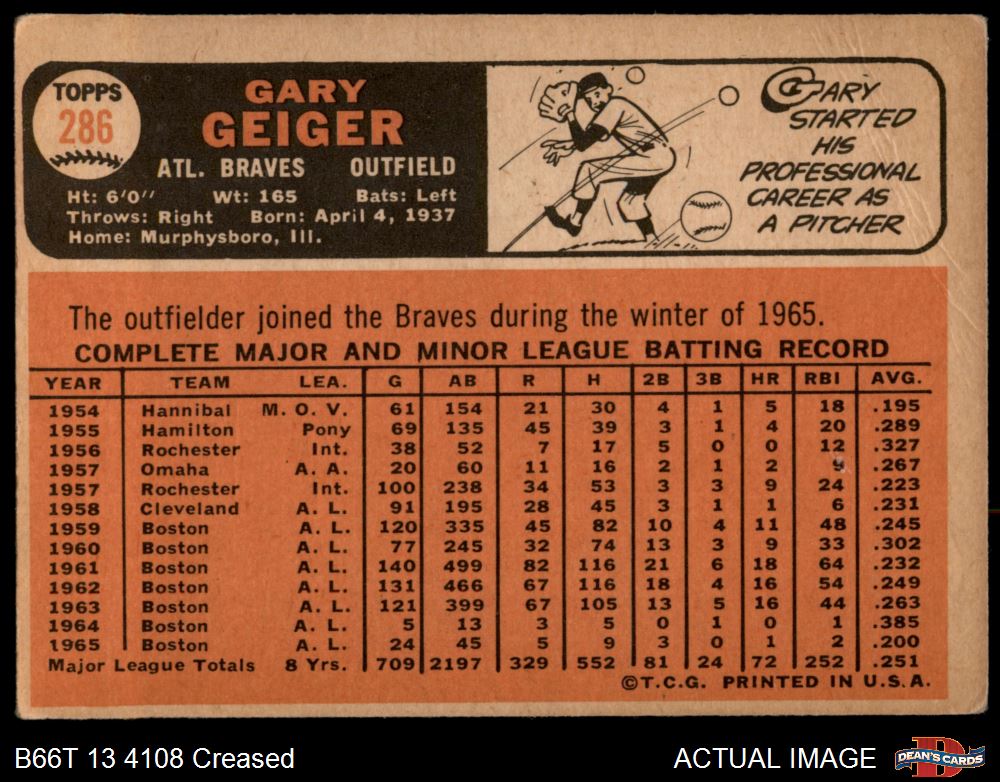 TOPPS
286
GARY
GEIGER
ATL. BRAVES OUTFIELD
Ht: 6'0" Wt: 165 Bats: Left
Throws: Right Born: April 4, 1937
Home: Murphysboro, Ill.
GARY
STARTED
HIS
PROFESSIONAL
CAREER AS
A PITCHER
The outfielder joined the Braves during the winter of 1965.
COMPLETE MAJOR AND MINOR LEAGUE BATTING RECORD
YEAR TEAM LEA. G AB R H 2B 3B HR RBI AVG.
1954 Hannibal M. O. V. 61 154 21 30 4 1 5 18 .195
1955 Hamilton Pony 69 135 45 39 3 1 4 20 .289
1956 Rochester Int. 38 52 7 17 5 0 0 12 .327
1957 Omaha A. A. 20 60 11 16 2 1 2 9 .267
1957 Rochester Int. 100 238 34 53 3 3 9 24 .223
1958 Cleveland A. L. 91 195 28 45 3 1 1 6 .231
1959 Boston A. L. 120 335 45 82 10 4 11 48 .245
1960 Boston A. L. 77 245 32 74 13 3 9 33 .302
1961 Boston A. L. 140 499 82 116 21 6 18 64 .232
1962 Boston A. L. 131 466 67 116 18 4 16 54 .249
1963 Boston A. L. 121 399 67 105 13 5 16 44 .263
1964 Boston A. L. 5 13 3 5 0 1 0 1 .385
1965 Boston A. L. 24 45 5 9 3 0 1 2 .200
Major League Totals 8 Yrs. 709 2197 329 552 81 24 72 252 .251
©T.C.G. PRINTED IN U.S.A.
B66T 13 4108 Creased
ACTUAL IMAGE
D
DEAN'S CARDS